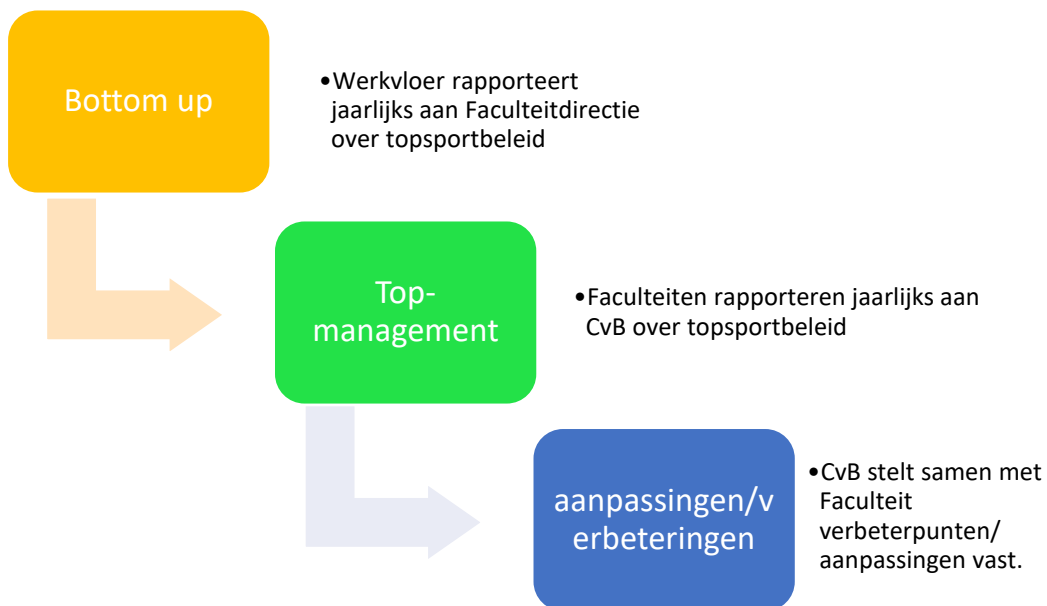 Bottom up
•Werkvloer rapporteert
jaarlijks aan Faculteitdirectie
over topsportbeleid
Top-
management
•Faculteiten rapporteren jaarlijks aan
CvB over topsportbeleid
aanpassingen/v
erbeteringen
•CvB stelt samen met
Faculteit
verbeterpunten/
aanpassingen vast.